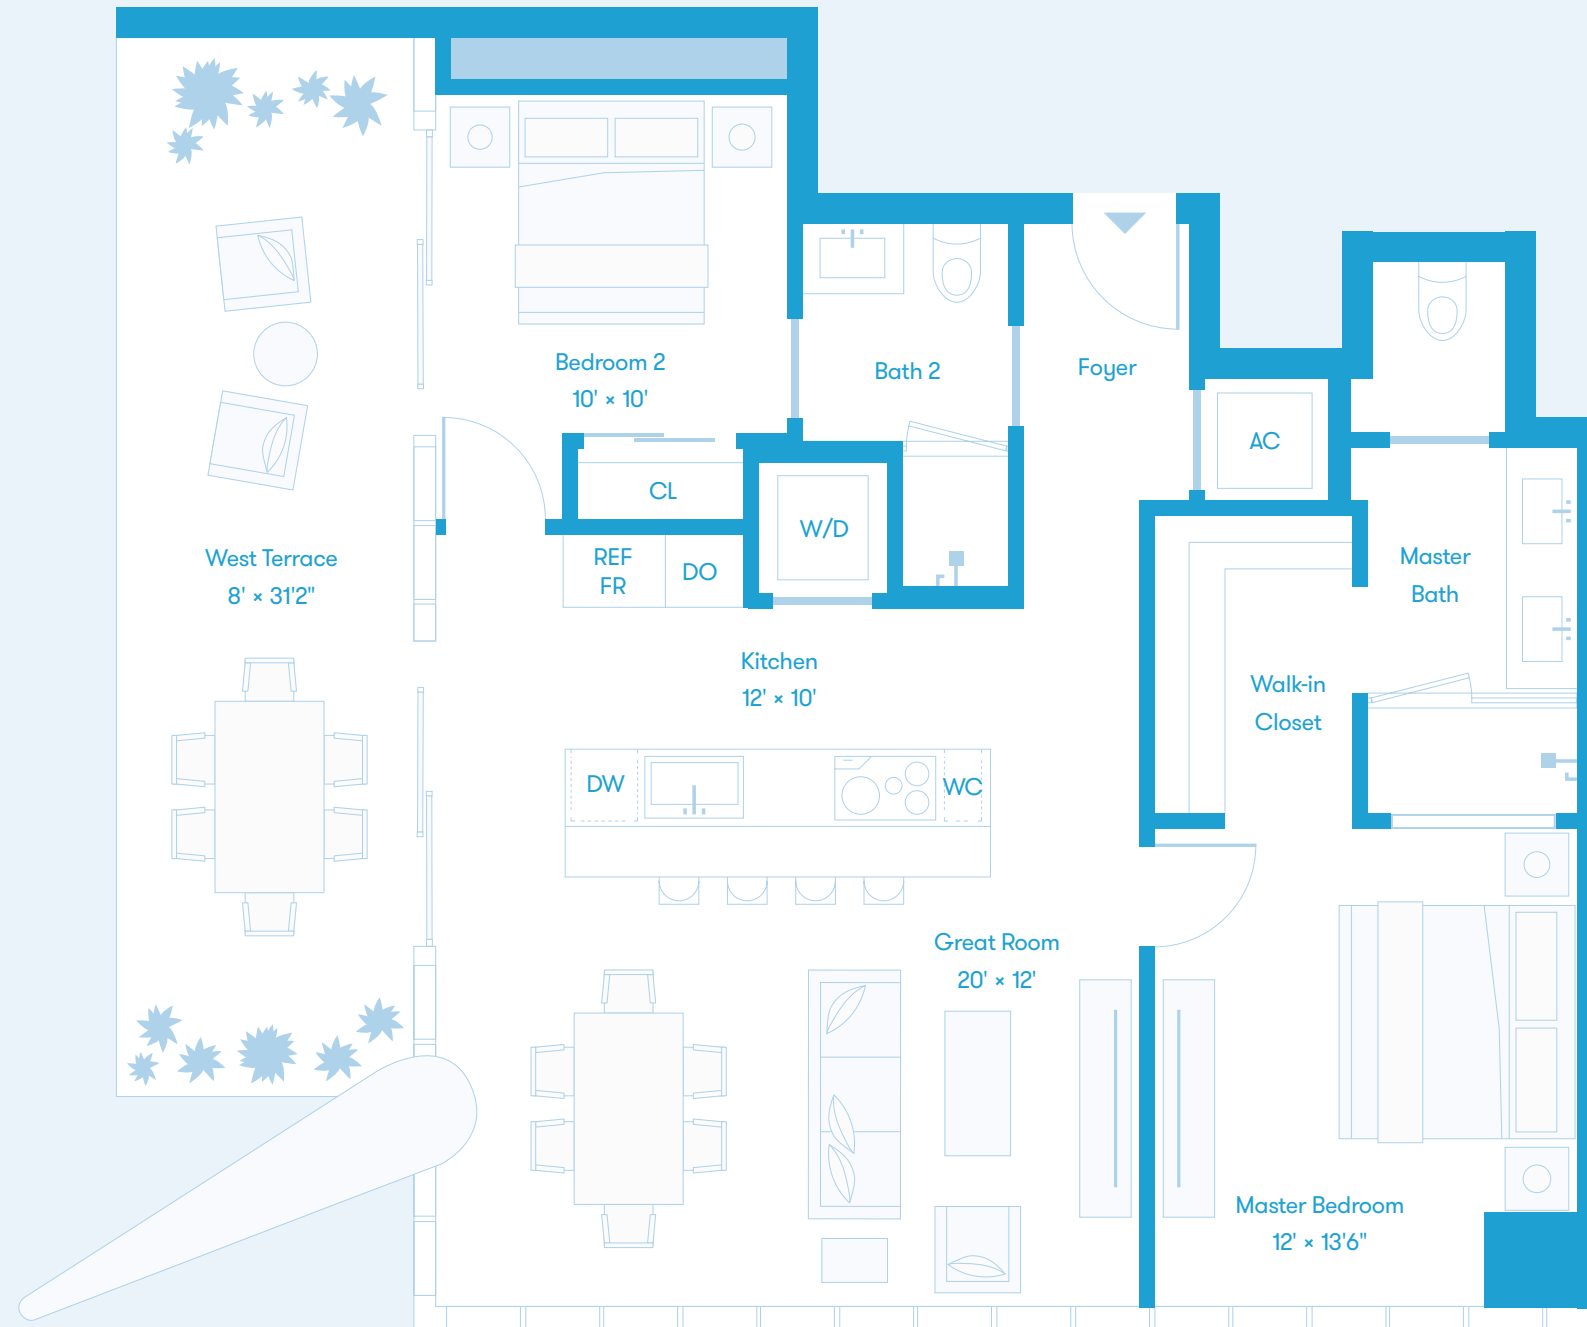 Bedroom 2
10' × 10'
Bath 2
Foyer
AC
CL
W/D
West Terrace
8' × 31'2"
REF
FR
DO
Master
Bath
Kitchen
12' × 10'
Walk-in
Closet
DW
WC
Great Room
20' × 12'
Master Bedroom
12' × 13'6"